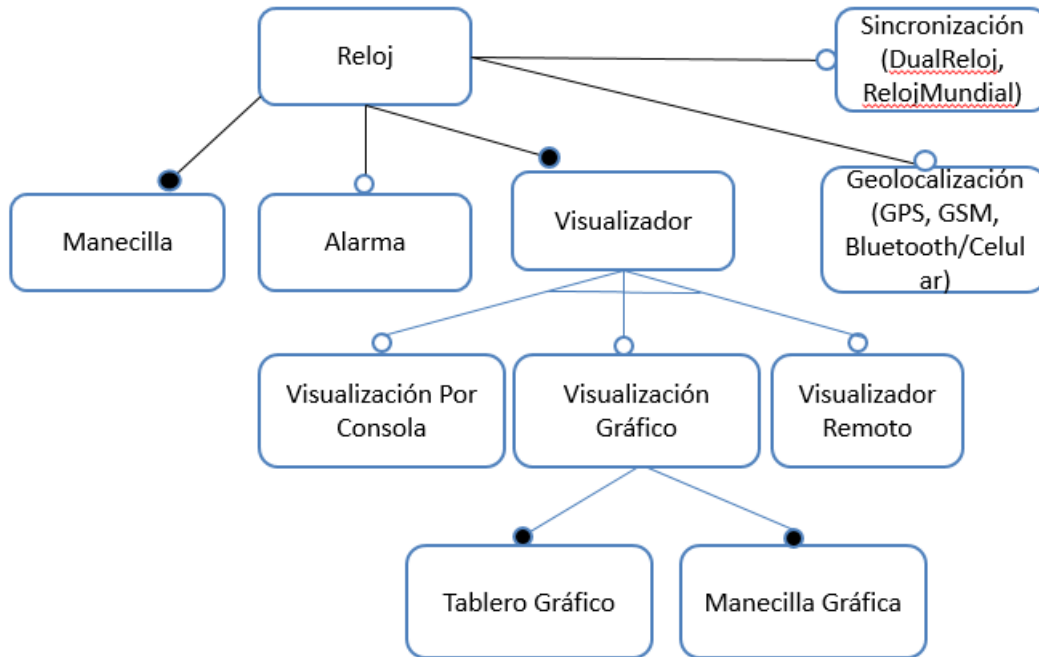 Reloj
Sincronización
(DualReloj,
RelojMundial)
Manecilla
Alarma
Visualizador
Geolocalización
(GPS, GSM,
Bluetooth/Celul
ar)
Visualización Por
Consola
Visualización
Gráfico
Visualizador
Remoto
Tablero Gráfico
Manecilla Gráfica